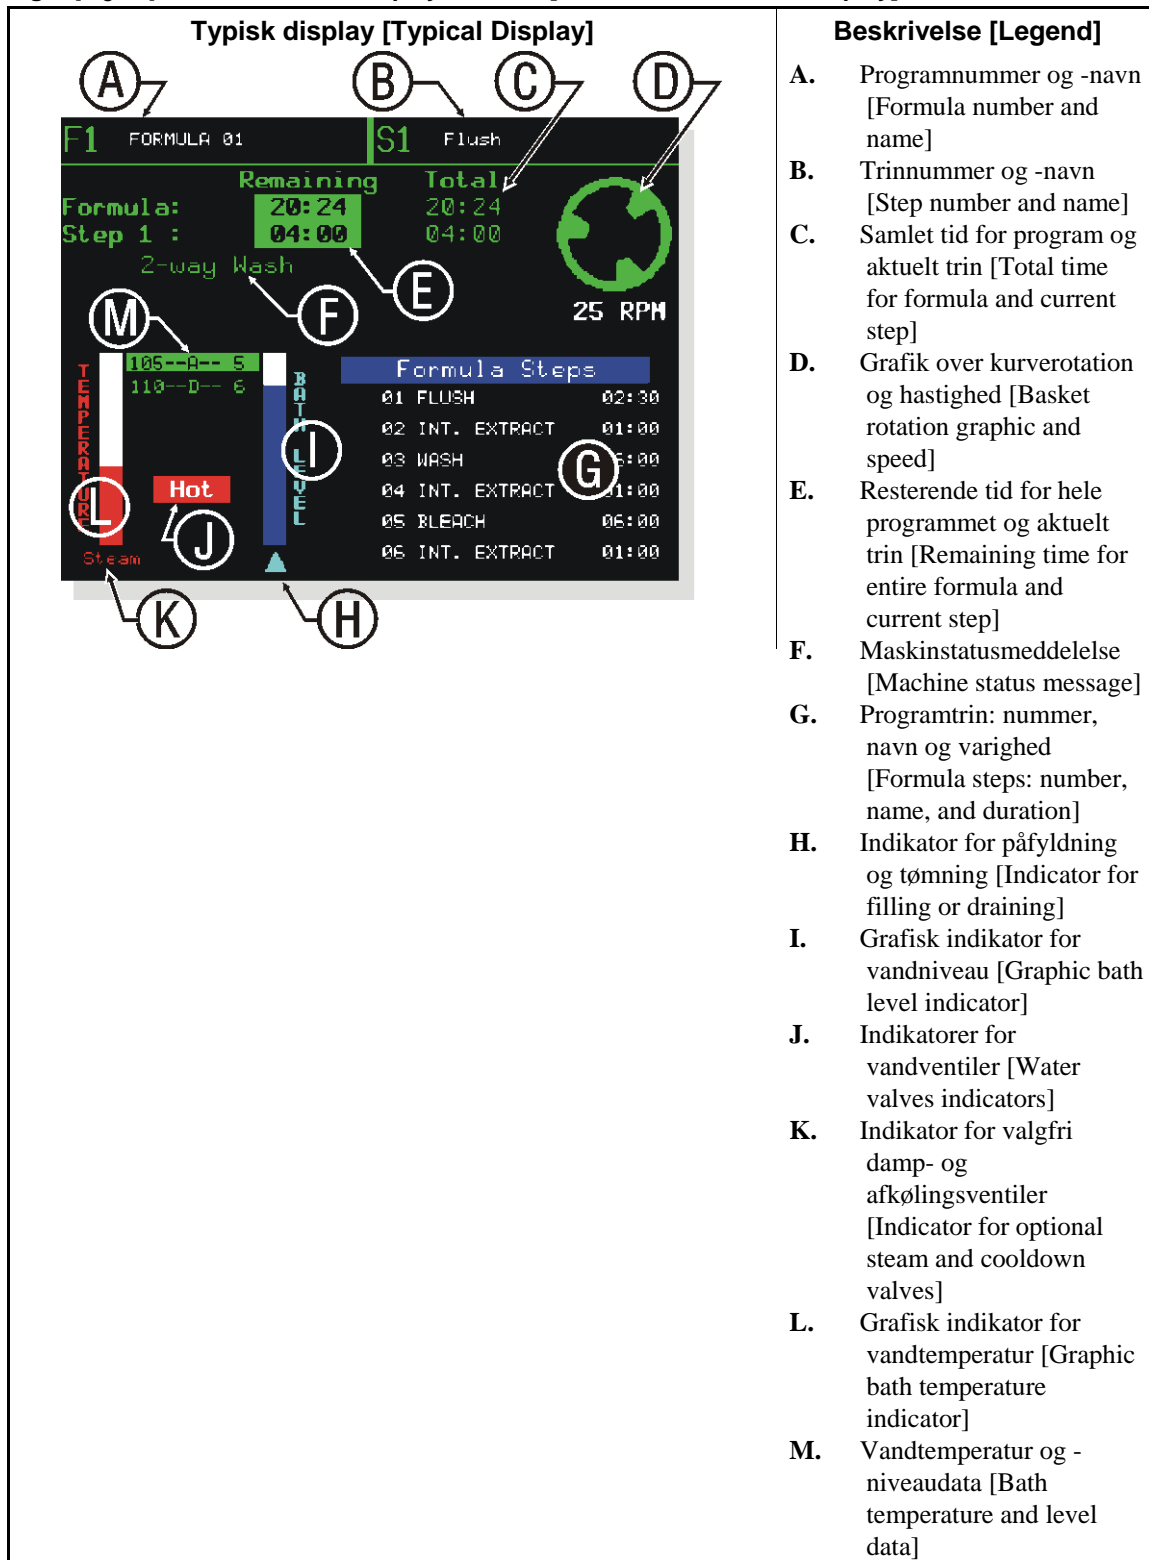 Typisk display [Typical Display]
A
B
C
D
F1 FORMULA 01 S1 Flush
Remaining Total
Formula: 20:24 20:24
Step 1 : 04:00 04:00
2-way Wash
E
F
25 RPM
M
TEMPERATURE
105--A-- 5
110--D-- 6
BATH LEVEL
I
L
Hot
J
Steam
K
H
Formula Steps
01 FLUSH 02:30
02 INT. EXTRACT 01:00
03 WASH
G
04 INT. EXTRACT 01:00
05 BLEACH 06:00
06 INT. EXTRACT 01:00
Beskrivelse [Legend]
A. Programnummer og -navn
[Formula number and
name]
B. Trinnummer og -navn
[Step number and name]
C. Samlet tid for program og
aktuelt trin [Total time
for formula and current
step]
D. Grafik over kurverotation
og hastighed [Basket
rotation graphic and
speed]
E. Resterende tid for hele
programmet og aktuelt
trin [Remaining time for
entire formula and
current step]
F. Maskinstatusmeddelelse
[Machine status message]
G. Programtrin: nummer,
navn og varighed
[Formula steps: number,
name, and duration]
H. Indikator for påfyldning
og tømning [Indicator for
filling or draining]
I. Grafisk indikator for
vandniveau [Graphic bath
level indicator]
J. Indikatorer for
vandventiler [Water
valves indicators]
K. Indikator for valgfri
damp- og
afkølingsventiler
[Indicator for optional
steam and cooldown
valves]
L. Grafisk indikator for
vandtemperatur [Graphic
bath temperature
indicator]
M. Vandtemperatur og -
niveaudata [Bath
temperature and level
data]